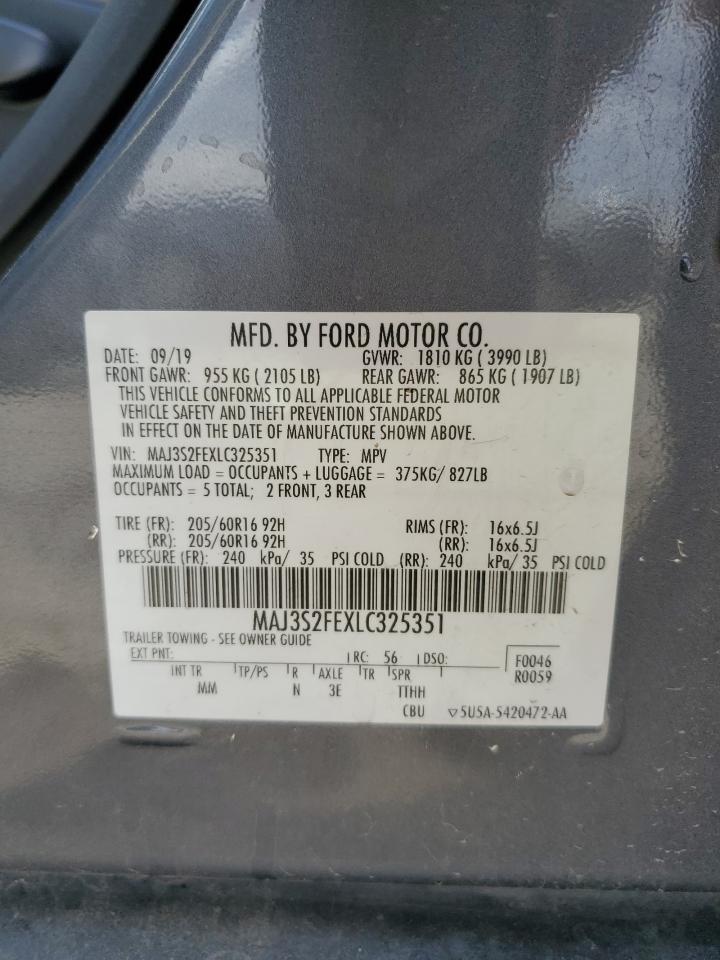 MFD. BY FORD MOTOR CO.
DATE: 09/19 GVWR: 1810 KG ( 3990 LB)
FRONT GAWR: 955 KG ( 2105 LB) REAR GAWR: 865 KG ( 1907 LB)
THIS VEHICLE CONFORMS TO ALL APPLICABLE FEDERAL MOTOR
VEHICLE SAFETY AND THEFT PREVENTION STANDARDS
IN EFFECT ON THE DATE OF MANUFACTURE SHOWN ABOVE.
VIN: MAJ3S2FEXLC325351 TYPE: MPV
MAXIMUM LOAD = OCCUPANTS + LUGGAGE = 375KG/ 827LB
OCCUPANTS = 5 TOTAL; 2 FRONT, 3 REAR
TIRE (FR): 205/60R16 92H RIMS (FR): 16x6.5J
(RR): 205/60R16 92H (RR): 16x6.5J
PRESSURE (FR): 240 kPa/ 35 PSI COLD (RR): 240 kPa/ 35 PSI COLD
MAJ3S2FEXLC325351
TRAILER TOWING - SEE OWNER GUIDE
EXT PNT: RC: 56 DSO: F0046
INT TR TP/PS R AXLE TR SPR R0059
MM N 3E TTHH
CBU ▽5U5A-5420472-AA